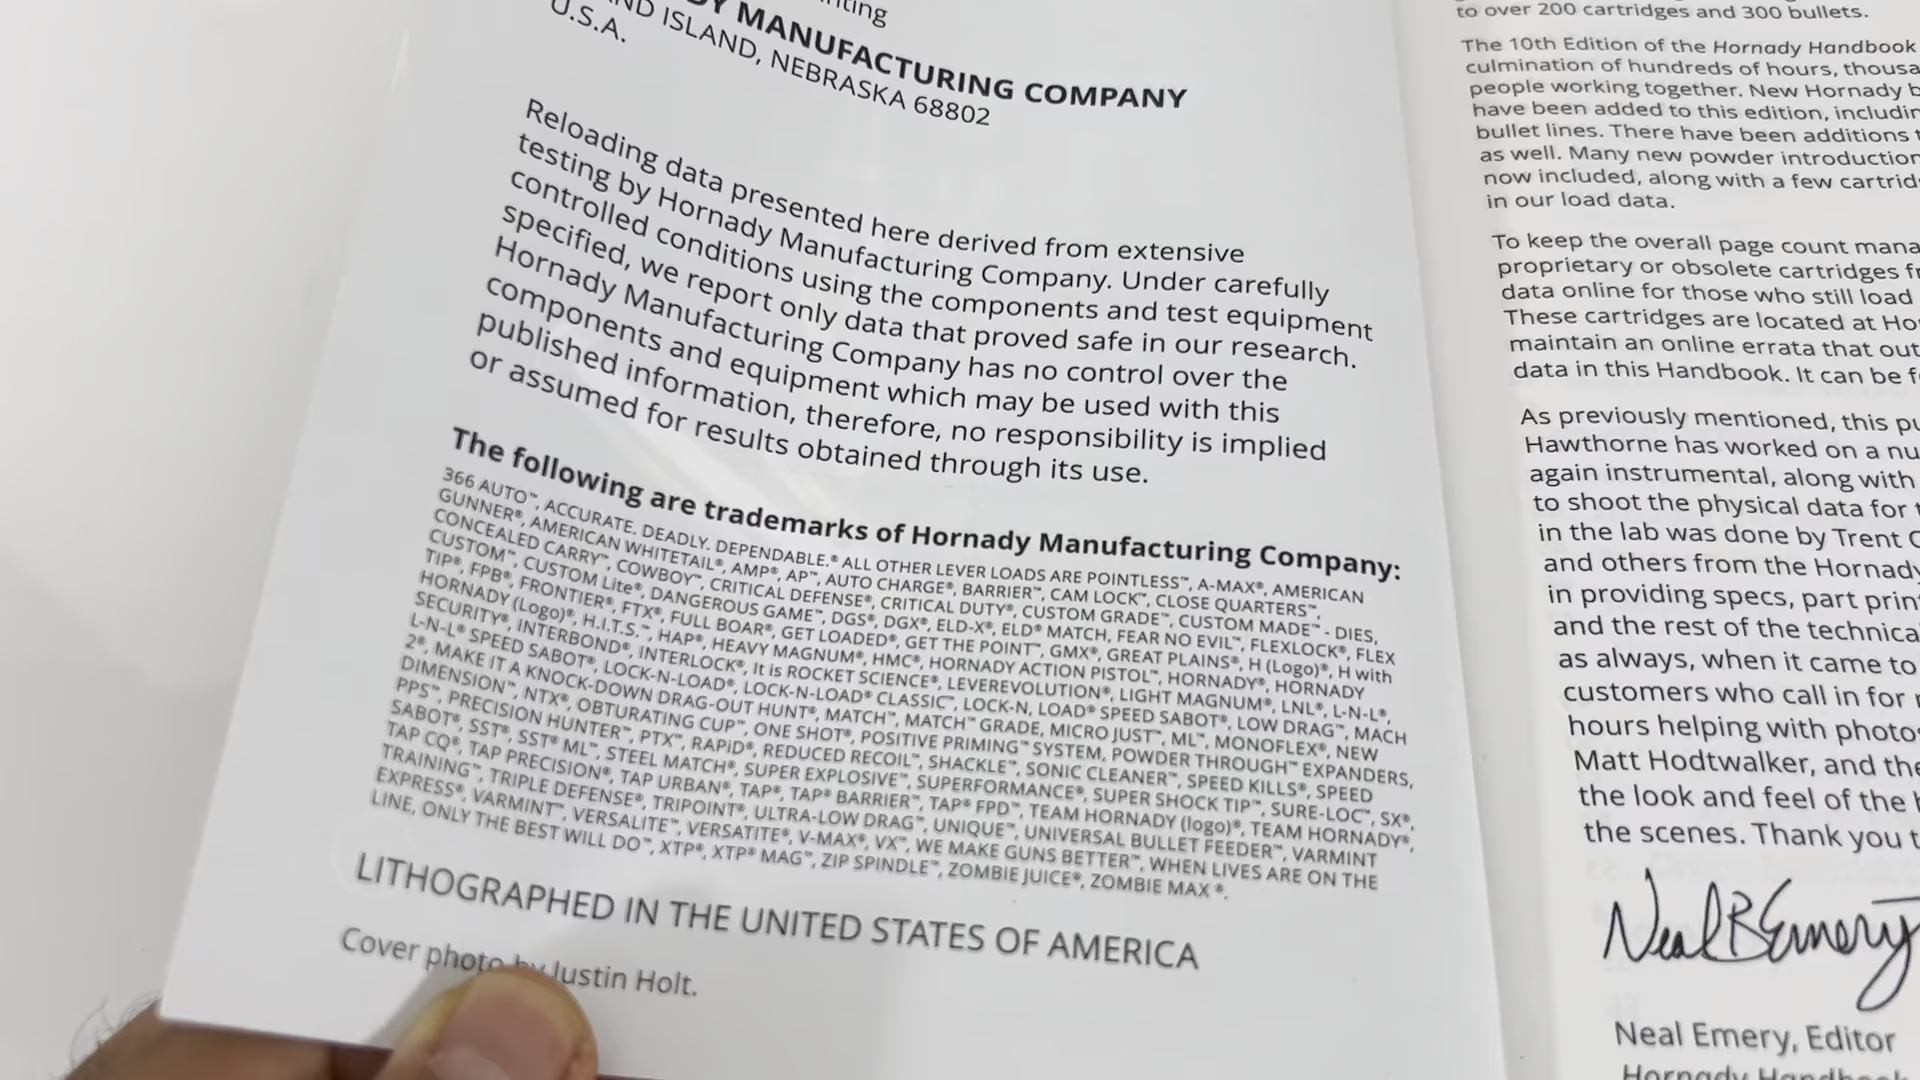 MANUFACTURING COMPANY
ISLAND, NEBRASKA 68802
U.S.A.
Reloading data presented here derived from extensive
testing by Hornady Manufacturing Company. Under carefully
controlled conditions using the components and test equipment
specified, we report only data that proved safe in our research.
Hornady Manufacturing Company has no control over the
components and equipment which may be used with this
published information, therefore, no responsibility is implied
or assumed for results obtained through its use.
The following are trademarks of Hornady Manufacturing Company:
366 AUTO™, ACCURATE. DEADLY. DEPENDABLE.® ALL OTHER LEVER LOADS ARE POINTLESS™, A-MAX®, AMERICAN
GUNNER®, AMERICAN WHITETAIL®, AMP®, AP™, AUTO CHARGE®, BARRIER™, CAM LOCK™, CLOSE QUARTERS™,
CONCEALED CARRY™, COWBOY™, CRITICAL DEFENSE®, CRITICAL DUTY®, CUSTOM GRADE™, CUSTOM MADE™ - DIES,
CUSTOM™, CUSTOM Lite®, DANGEROUS GAME™, DGS®, DGX®, ELD-X®, ELD® MATCH, FEAR NO EVIL™, FLEXLOCK®, FLEX
TIP®, FPB®, FRONTIER®, FTX®, FULL BOAR®, GET LOADED®, GET THE POINT™, GMX®, GREAT PLAINS®, H (Logo)®, H with
HORNADY (Logo)®, H.I.T.S.™, HAP®, HEAVY MAGNUM®, HMC®, HORNADY ACTION PISTOL™, HORNADY®, HORNADY
SECURITY®, INTERBOND®, INTERLOCK®, It is ROCKET SCIENCE®, LEVEREVOLUTION®, LIGHT MAGNUM®, LNL®, L-N-L®,
L-N-L® SPEED SABOT®, LOCK-N-LOAD®, LOCK-N-LOAD® CLASSIC™, LOCK-N, LOAD® SPEED SABOT®, LOW DRAG™, MACH
2®, MAKE IT A KNOCK-DOWN DRAG-OUT HUNT®, MATCH™, MATCH™ GRADE, MICRO JUST™, ML™, MONOFLEX®, NEW
DIMENSION™, NTX®, OBTURATING CUP™, ONE SHOT®, POSITIVE PRIMING™ SYSTEM, POWDER THROUGH™ EXPANDERS,
PPS™, PRECISION HUNTER™, PTX™, RAPiD®, REDUCED RECOIL™, SHACKLE™, SONIC CLEANER™, SPEED KILLS®, SPEED
SABOT®, SST®, SST® ML™, STEEL MATCH®, SUPER EXPLOSIVE™, SUPERFORMANCE®, SUPER SHOCK TIP™, SURE-LOC™, SX®,
TAP CQ®, TAP PRECISION®, TAP URBAN®, TAP®, TAP® BARRIER™, TAP® FPD™, TEAM HORNADY (logo)®, TEAM HORNADY®,
TRAINING™, TRIPLE DEFENSE®, TRIPOINT®, ULTRA-LOW DRAG™, UNIQUE™, UNIVERSAL BULLET FEEDER™, VARMINT
EXPRESS®, VARMINT™, VERSALITE™, VERSATITE®, V-MAX®, VX™, WE MAKE GUNS BETTER™, WHEN LIVES ARE ON THE
LINE, ONLY THE BEST WILL DO™, XTP®, XTP® MAG™, ZIP SPINDLE™, ZOMBIE JUICE®, ZOMBIE MAX ®.
LITHOGRAPHED IN THE UNITED STATES OF AMERICA
Cover photo by Justin Holt.
to over 200 cartridges and 300 bullets.
The 10th Edition of the Hornady Handbook
culmination of hundreds of hours,
people working together. New Hornady
have been added to this edition,
bullet lines. There have been additions
as well. Many new powder
now included, along with a few
in our load data.
To keep the overall page count
proprietary or obsolete cartridges
data online for those who still load
These cartridges are located at
maintain an online errata that
data in this Handbook. It can be
As previously mentioned, this
Hawthorne has worked on a
again instrumental, along with
to shoot the physical data for
in the lab was done by Trent
and others from the Hornady
in providing specs, part
and the rest of the
as always, when it came to
customers who call in for
hours helping with
Matt Hodtwalker, and
the look and feel of the
the scenes. Thank you
Neal B Emery
Neal Emery, Editor
Hornady Handbook